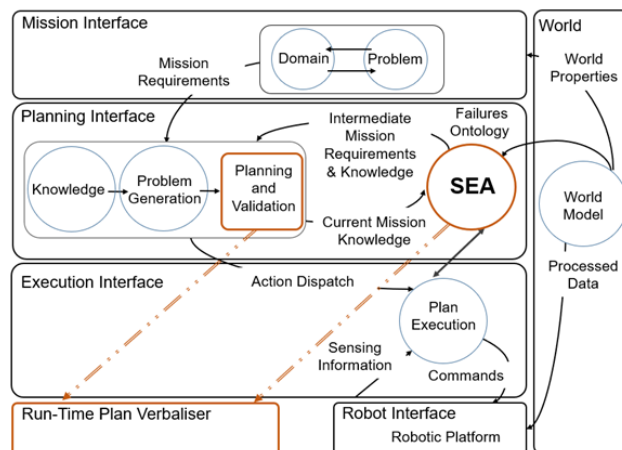 Mission Interface
World
Mission
Requirements
Domain
Problem
World
Properties
Planning Interface
Intermediate
Mission
Requirements
& Knowledge
Failures
Ontology
Knowledge
Problem
Generation
Planning
and
Validation
SEA
World
Model
Current Mission
Knowledge
Processed
Data
Execution Interface
Action Dispatch
Plan
Execution
Sensing
Information
Commands
Run-Time Plan Verbaliser
Robot Interface
Robotic Platform